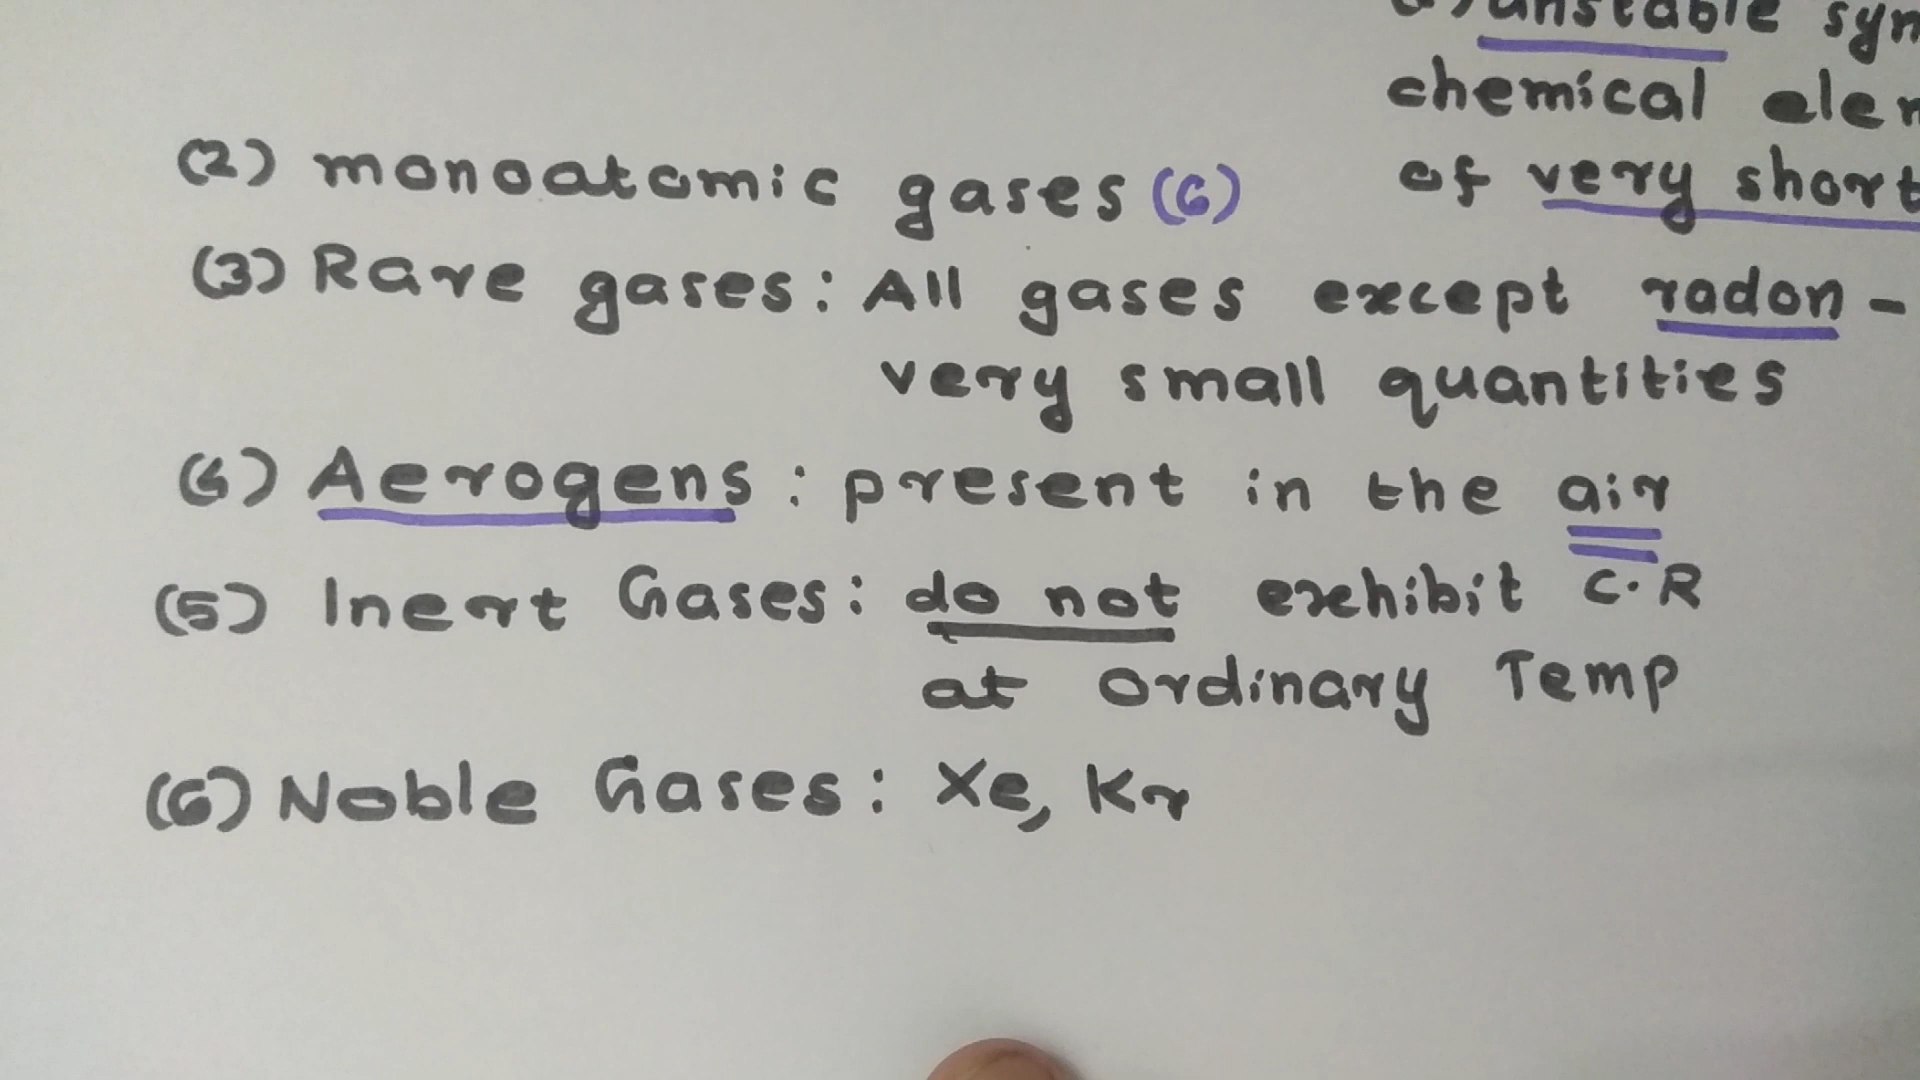 unstable
chemical
of very short
(2) monoatomic gases (6)
(3) Rare gases: All gases except radon -
very small quantities
(4) Aerogens: present in the air
(5) Inert Gases: do not exhibit C.R
at ordinary Temp
(6) Noble Gases: Xe, Kr